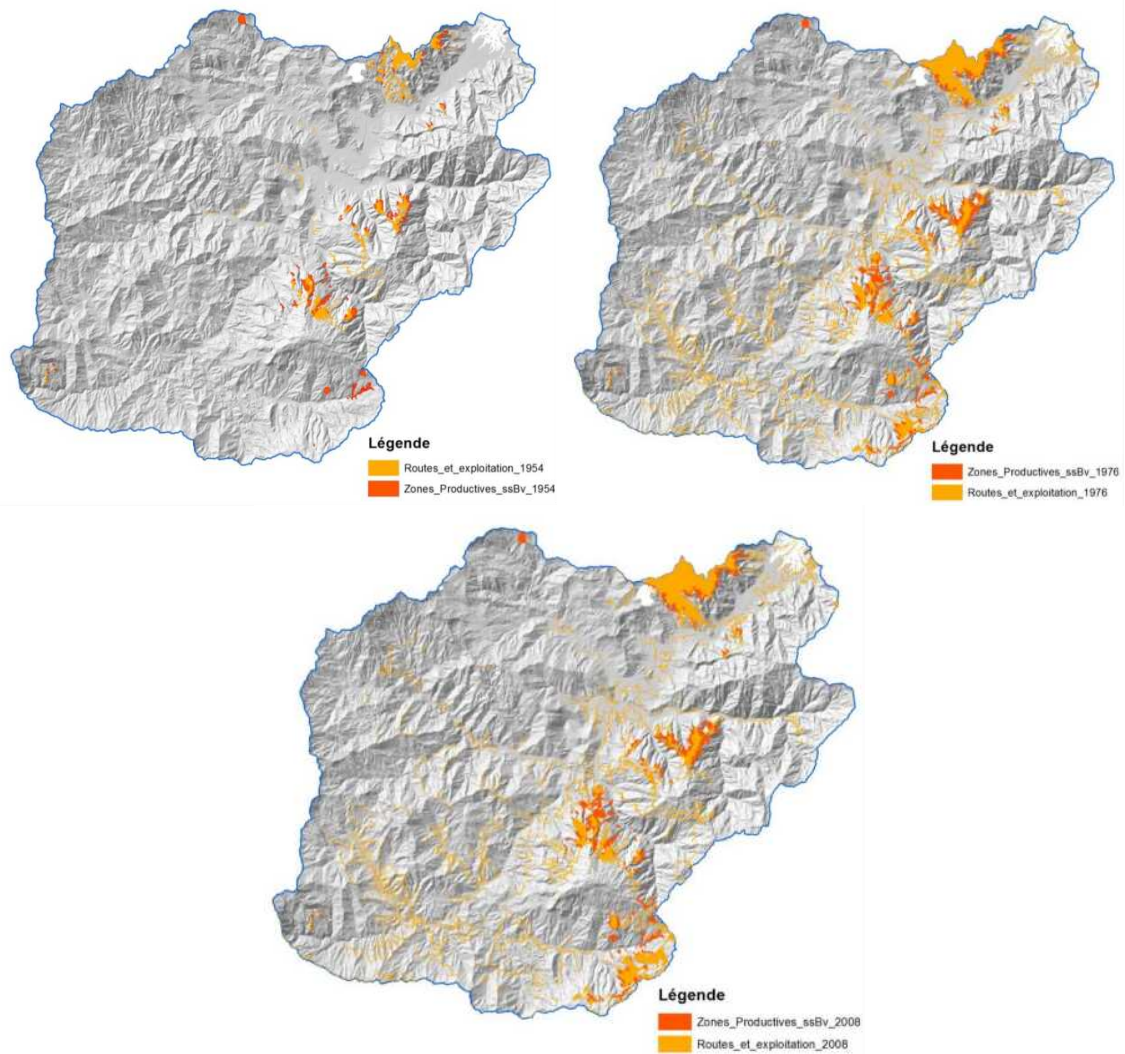 Légende
Routes_et_exploitation_1954
Zones_Productives_ssBv_1954
Légende
Zones_Productives_ssBv_1976
Routes_et_exploitation_1976
Légende
Zones_Productives_ssBv_2008
Routes_et_exploitation_2008